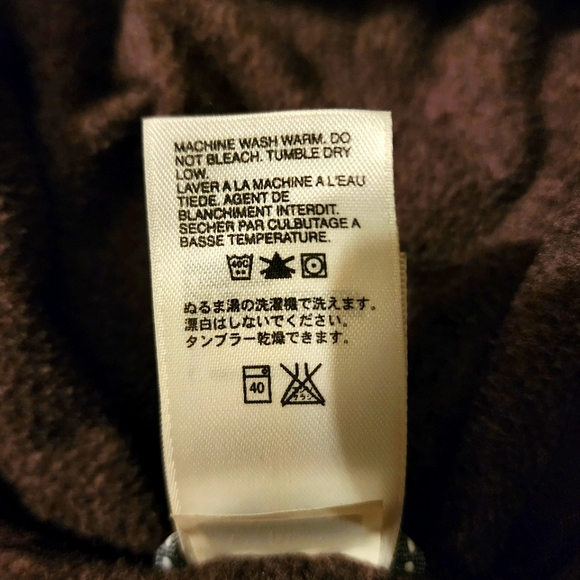 MACHINE WASH WARM. DO
NOT BLEACH. TUMBLE DRY
LOW.
LAVER A LA MACHINE A L'EAU
TIEDE. AGENT DE
BLANCHIMENT INTERDIT.
SECHER PAR CULBUTAGE A
BASSE TEMPERATURE.
40C
ぬるま湯の洗濯機で洗えます。
漂白はしないでください。
タンブラー乾燥できます。
40